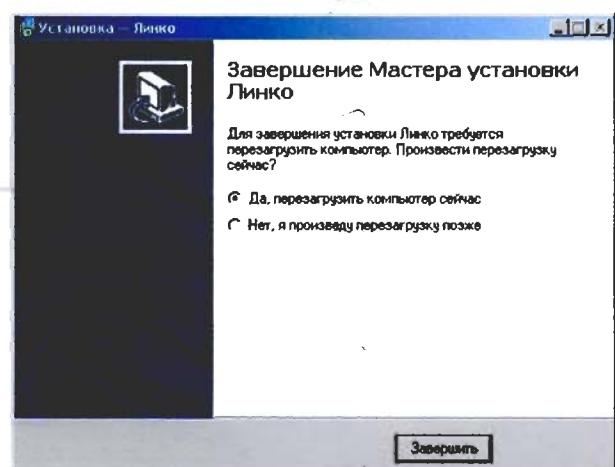 Установка — Линко
Завершение Мастера установки
Линко
Для завершения установки Линко требуется
перезагрузить компьютер. Произвести перезагрузку
сейчас?
Да, перезагрузить компьютер сейчас
Нет, я произведу перезагрузку позже
Завершить